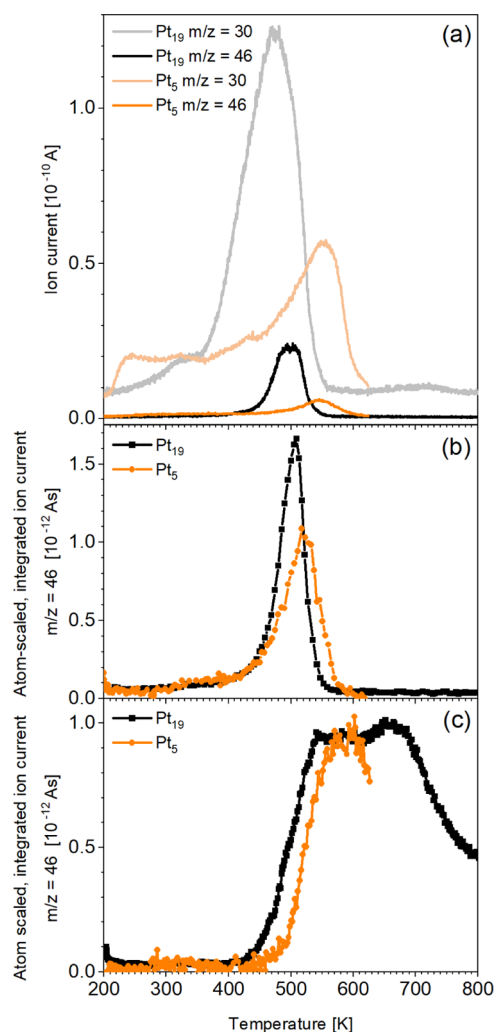 (a)
Pt19 m/z = 30
Pt19 m/z = 46
Pt5 m/z = 30
Pt5 m/z = 46
Ion current [10-10 A]
1.0
0.5
0.0
(b)
Pt19
Pt5
Atom-scaled, integrated ion current
m/z = 46 [10-12 As]
1.5
1.0
0.5
0.0
(c)
Pt19
Pt5
Atom scaled, integrated ion current
m/z = 46 [10-12 As]
1.0
0.5
0.0
200 300 400 500 600 700 800
Temperature [K]